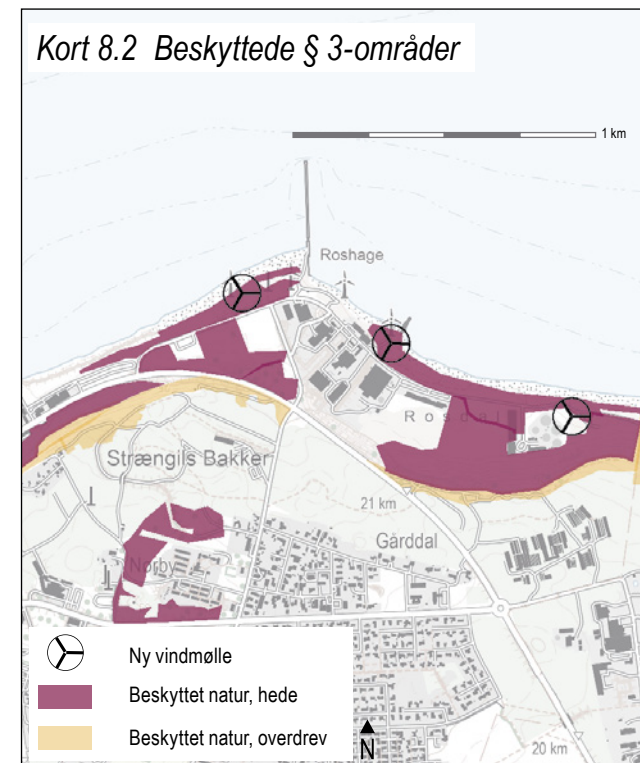 Kort 8.2 Beskyttede § 3-områder
1 km
Roshage
Rosdal
Strængils Bakker
21 km
Gårddal
Nørby
Ny vindmølle
Beskyttet natur, hede
Beskyttet natur, overdrev
N
20 km